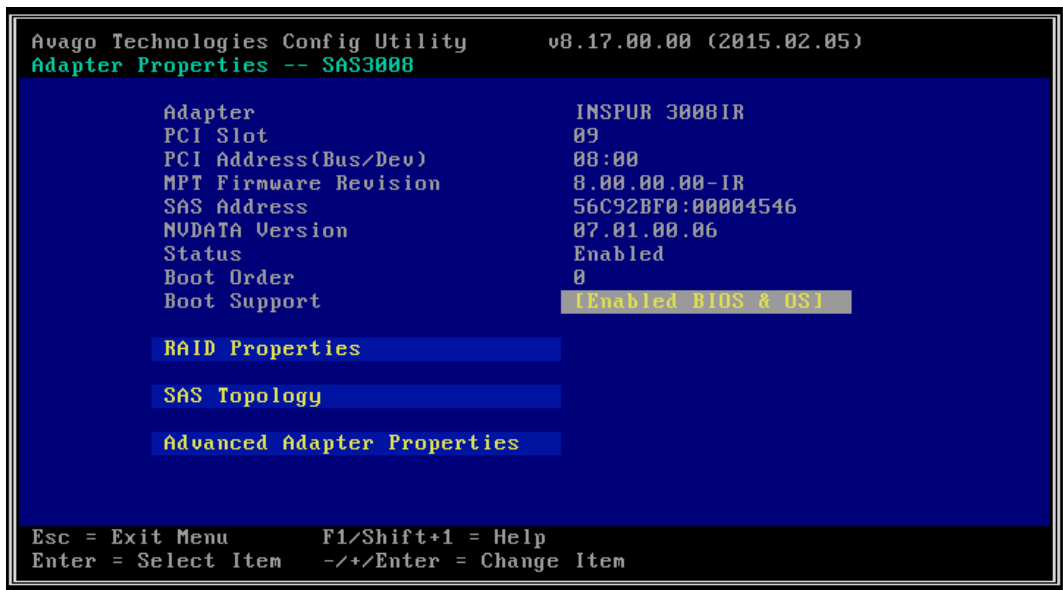 Avago Technologies Config Utility v8.17.00.00 (2015.02.05)
Adapter Properties -- SAS3008
Adapter INSPUR 3008IR
PCI Slot 09
PCI Address(Bus/Dev) 08:00
MPT Firmware Revision 8.00.00.00-IR
SAS Address 56C92BF0:00004546
NVDATA Version 07.01.00.06
Status Enabled
Boot Order 0
Boot Support [Enabled BIOS & OS]
RAID Properties
SAS Topology
Advanced Adapter Properties
Esc = Exit Menu F1/Shift+1 = Help
Enter = Select Item -/+/Enter = Change Item